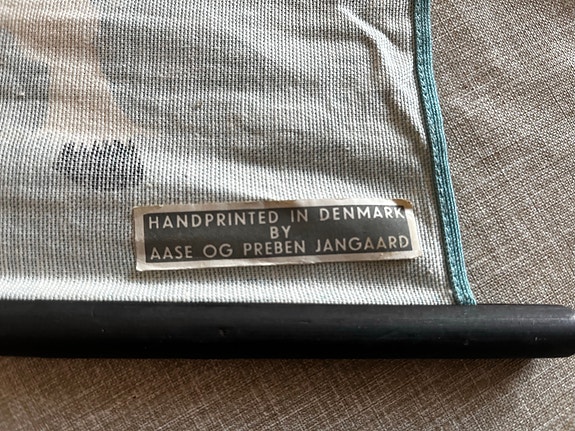 HANDPRINTED IN DENMARK
BY
AASE OG PREBEN JANGAARD